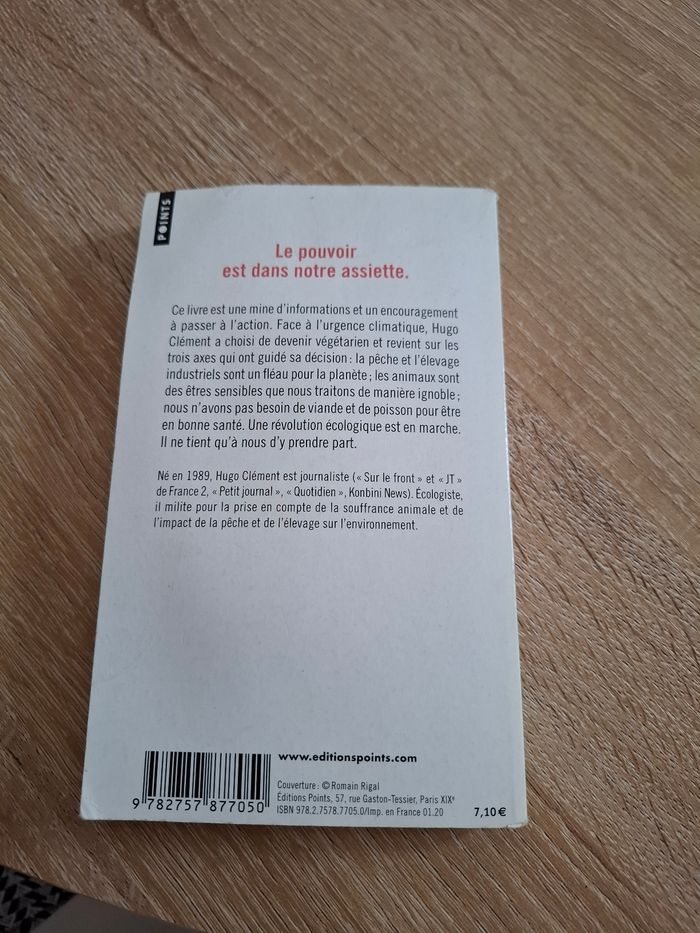 POINTS
Le pouvoir
est dans notre assiette.
Ce livre est une mine d'informations et un encouragement
à passer à l'action. Face à l'urgence climatique, Hugo
Clément a choisi de devenir végétarien et revient sur les
trois axes qui ont guidé sa décision : la pêche et l'élevage
industriels sont un fléau pour la planète ; les animaux sont
des êtres sensibles que nous traitons de manière ignoble ;
nous n'avons pas besoin de viande et de poisson pour être
en bonne santé. Une révolution écologique est en marche.
Il ne tient qu'à nous d'y prendre part.
Né en 1989, Hugo Clément est journaliste (« Sur le front » et « JT »
de France 2, « Petit journal », « Quotidien », Konbini News). Écologiste,
il milite pour la prise en compte de la souffrance animale et de
l'impact de la pêche et de l'élevage sur l'environnement.
www.editionspoints.com
Couverture : © Romain Rigal
Éditions Points, 57, rue Gaston-Tessier, Paris XIXe
ISBN 978.2.7578.7705.0/Imp. en France 01.20
7,10 €
9 782757 877050